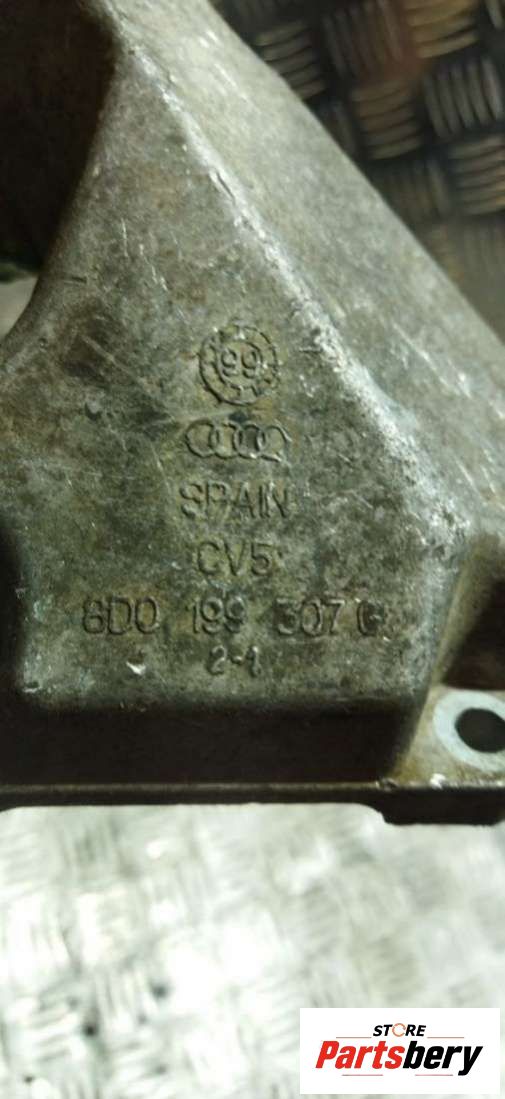 99
SPAIN
CV5
8D0 199 307 G
2-1
STORE
Partsbery